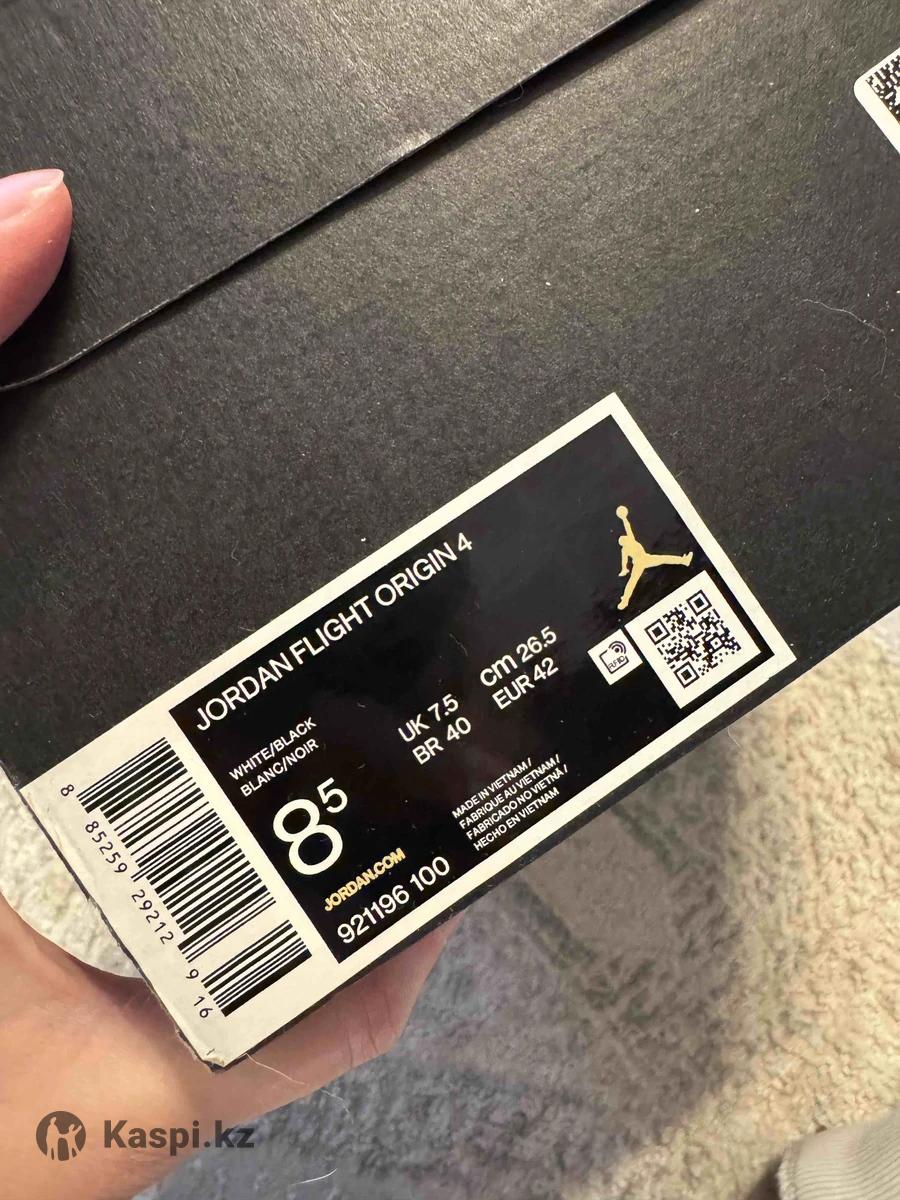 JORDAN FLIGHT ORIGIN 4
WHITE/BLACK
BLANC/NOIR
UK 7.5 cm 26.5
BR 40 EUR 42
RFID
8⁵
MADE IN VIETNAM /
FABRIQUE AU VIETNAM /
FABRICADO NO VIETNÃ /
HECHO EN VIETNAM
JORDAN.COM
921196 100
8 85259 29212 9 16
Kaspi.kz